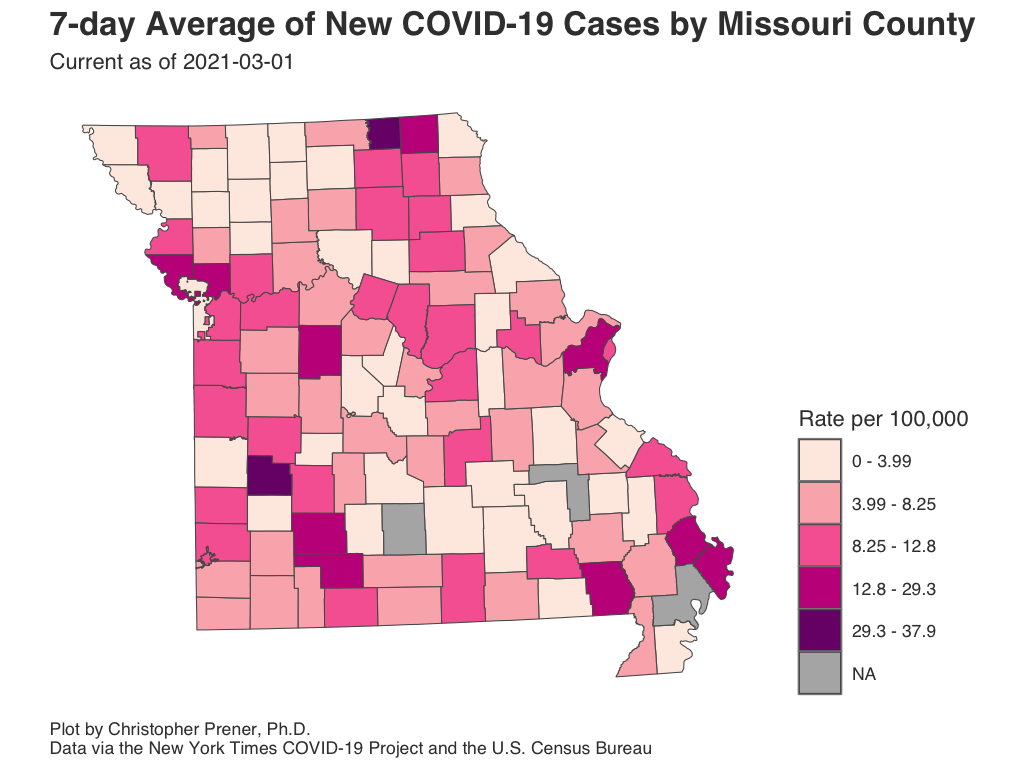 7-day Average of New COVID-19 Cases by Missouri County
Current as of 2021-03-01
Rate per 100,000
0 - 3.99
3.99 - 8.25
8.25 - 12.8
12.8 - 29.3
29.3 - 37.9
NA
Plot by Christopher Prener, Ph.D.
Data via the New York Times COVID-19 Project and the U.S. Census Bureau